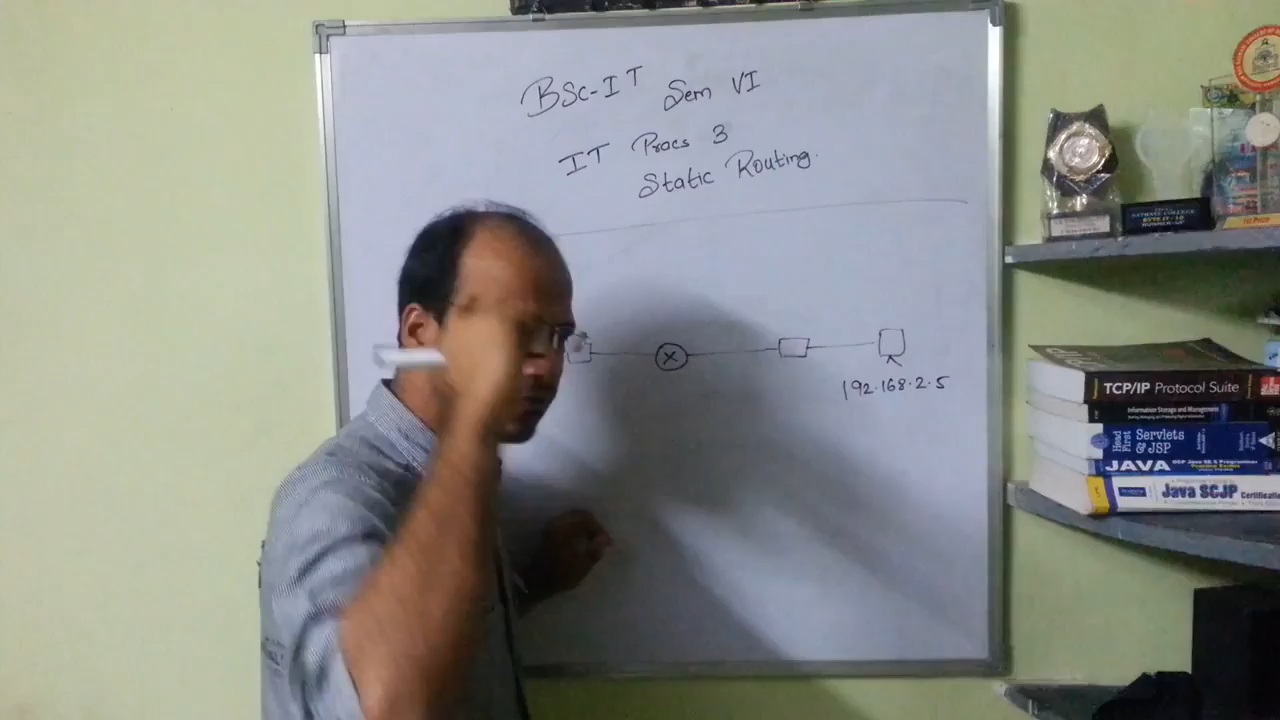 BSc-IT Sem VI
IT Pracs 3
Static Routing.
192.168.2.5
TCP/IP Protocol Suite
Information Storage and Management
Head First Servlets & JSP
JAVA
Java SCJP Certification